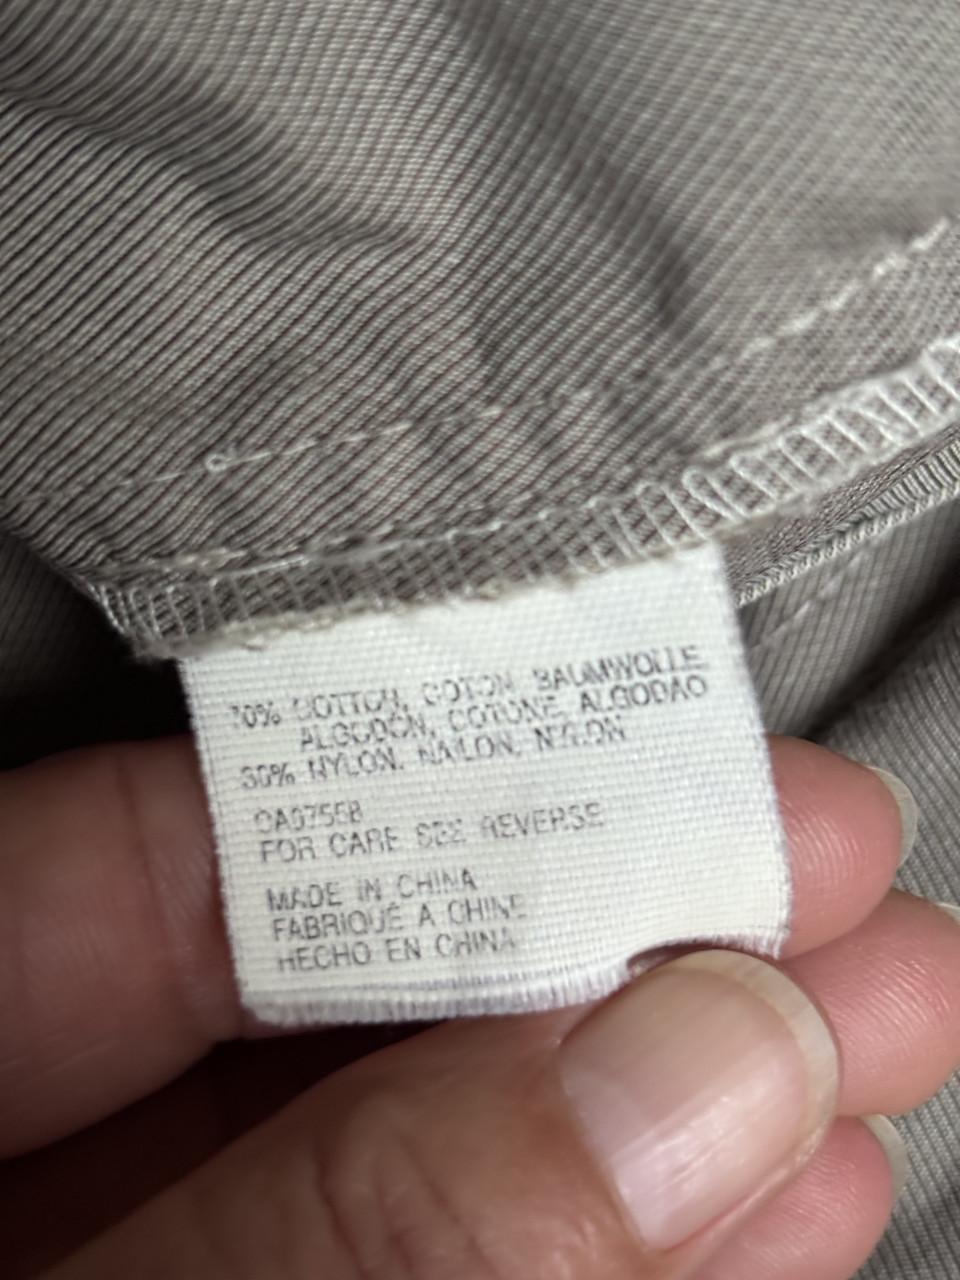 70% COTTON, COTON, BAUMWOLLE
ALGODÓN, COTONE, ALGODAO
30% NYLON, NAILON, NYLON
FOR CARE SEE REVERSE
MADE IN CHINA
FABRIQUÉ A CHINE
HECHO EN CHINA